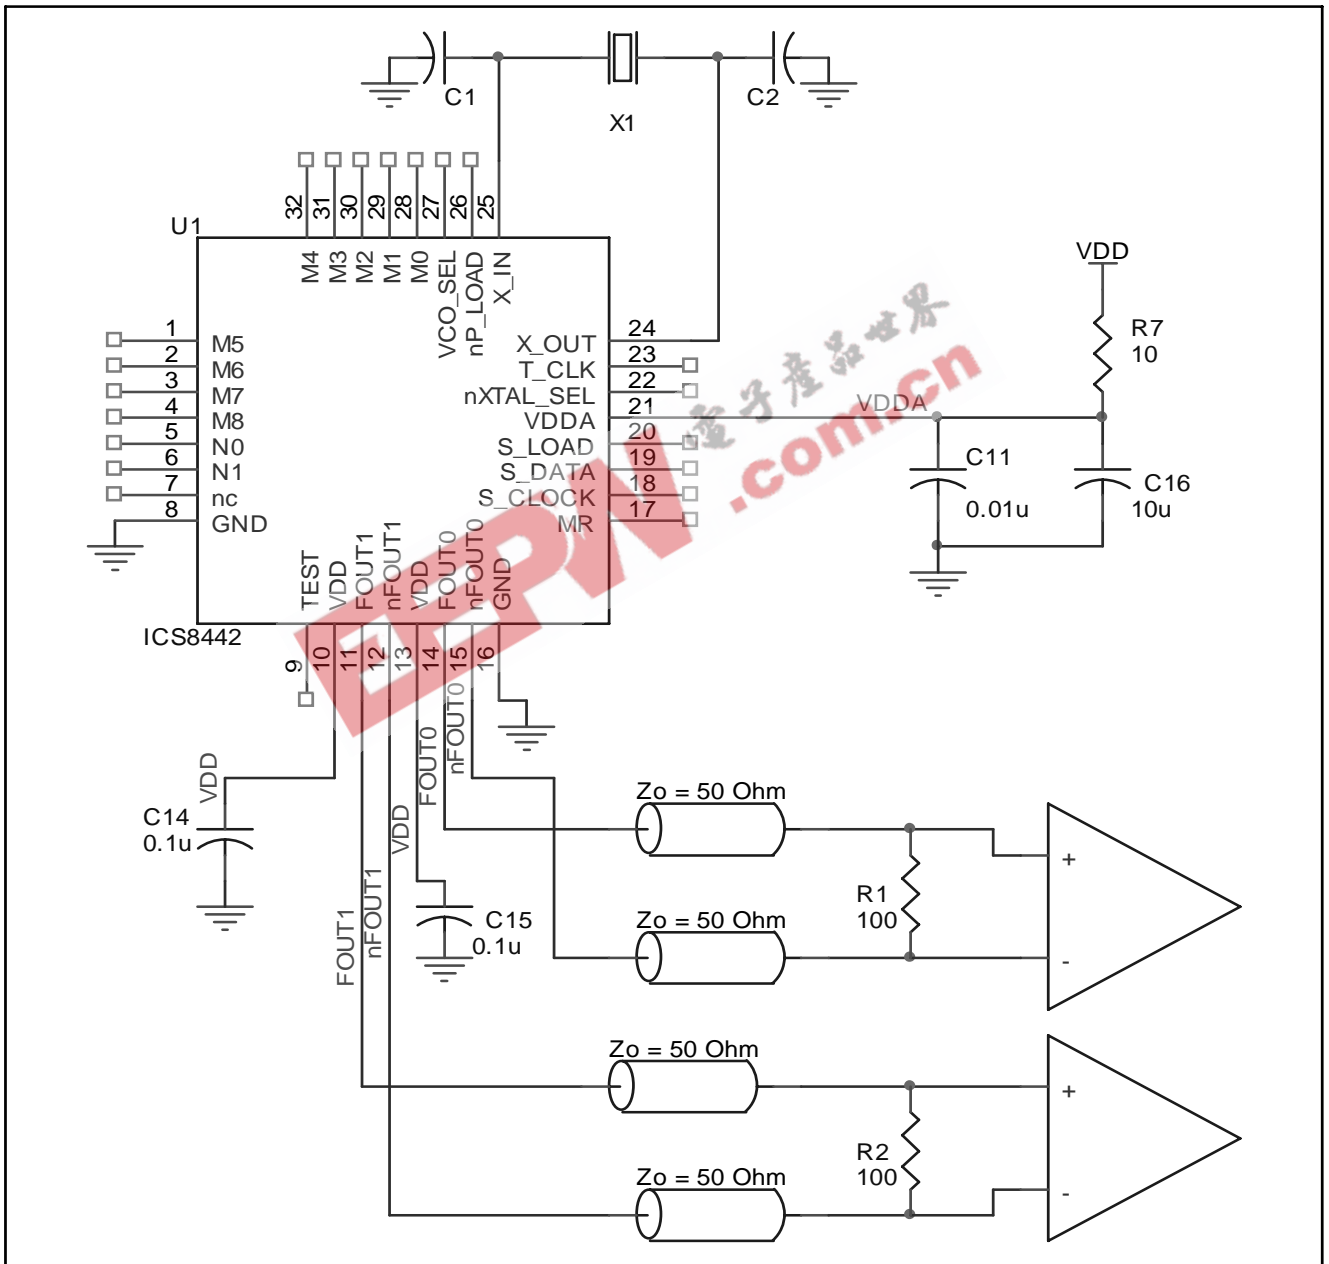 C1
C2
X1
32
31
30
29
28
27
26
25
U1
M4
M3
M2
M1
M0
VCO_SEL
nP_LOAD
X_IN
VDD
1
2
3
4
5
6
7
8
M5
M6
M7
M8
N0
N1
nc
GND
X_OUT
T_CLK
nXTAL_SEL
VDDA
S_LOAD
S_DATA
S_CLOCK
MR
24
23
22
21
20
19
18
17
VDDA
R7
10
C11
0.01u
C16
10u
電子產品世界
.com.cn
EEPW
TEST
VDD
FOUT1
nFOUT1
VDD
FOUT0
nFOUT0
GND
ICS8442
9
10
11
12
13
14
15
16
VDD
C14
0.1u
FOUT0
nFOUT0
VDD
FOUT1
nFOUT1
C15
0.1u
Zo = 50 Ohm
R1
100
+
-
Zo = 50 Ohm
Zo = 50 Ohm
R2
100
+
-
Zo = 50 Ohm